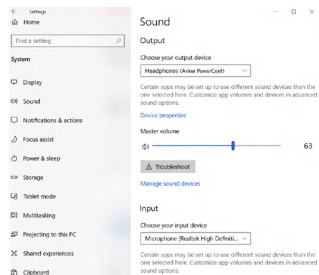 Settings
Home
Find a setting
System
Display
Sound
Notifications & actions
Focus assist
Power & sleep
Storage
Tablet mode
Multitasking
Projecting to this PC
Shared experiences
Clipboard
Sound
Output
Choose your output device
Headphones (Anker PowerConf)
Certain apps may be set up to use different sound devices than the
one selected here. Customize app volumes and devices in advanced
sound options.
Device properties
Master volume
63
Troubleshoot
Manage sound devices
Input
Choose your input device
Microphone (Realtek High Definiti...
Certain apps may be set up to use different sound devices than the
one selected here. Customize app volumes and devices in advanced
sound options.